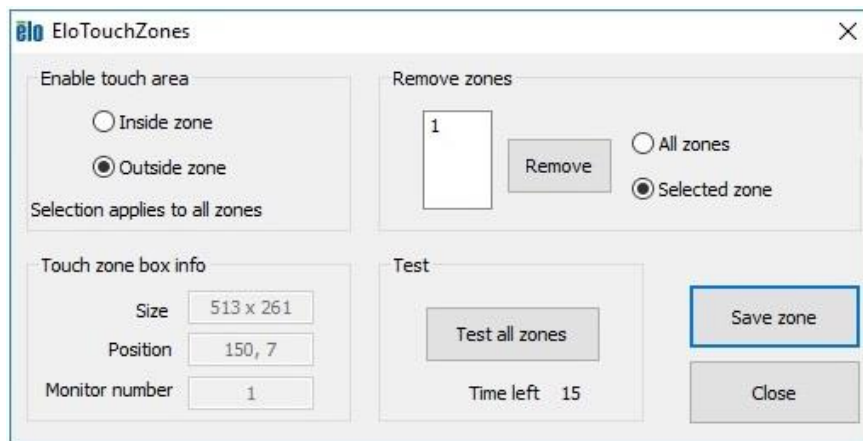 elo EloTouchZones
Enable touch area
Inside zone
Outside zone
Selection applies to all zones
Remove zones
1
Remove
All zones
Selected zone
Touch zone box info
Size 513 x 261
Position 150, 7
Monitor number 1
Test
Test all zones
Time left 15
Save zone
Close